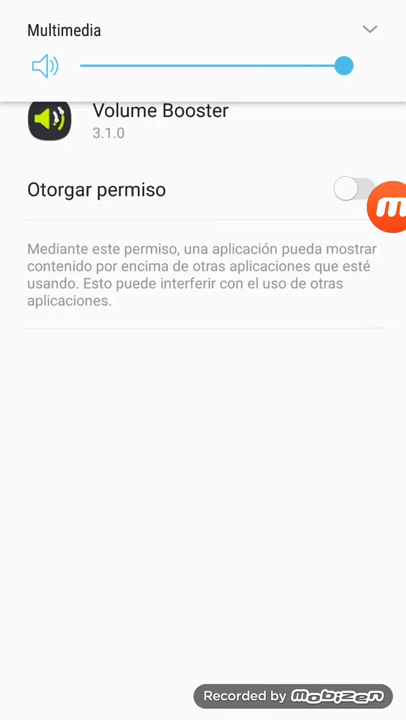 Multimedia
Volume Booster
3.1.0
Otorgar permiso
Mediante este permiso, una aplicación pueda mostrar
contenido por encima de otras aplicaciones que esté
usando. Esto puede interferir con el uso de otras
aplicaciones.
Recorded by MOBIZEN